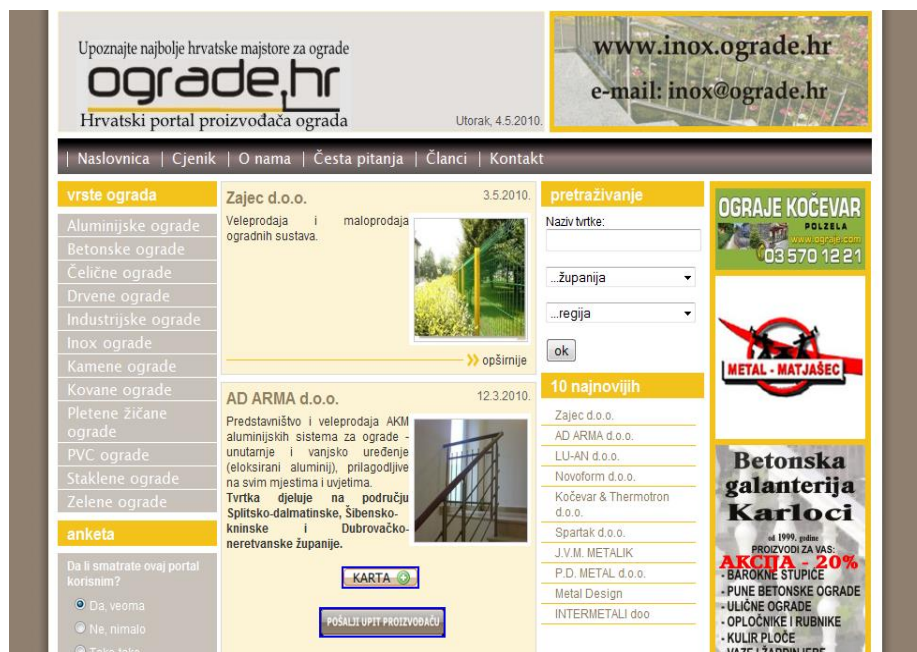 Upoznajte najbolje hrvatske majstore za ograde
ograde.hr
Hrvatski portal proizvođača ograda
Utorak, 4.5.2010.
www.inox.ograde.hr
e-mail: inox@ograde.hr
| Naslovnica | Cjenik | O nama | Česta pitanja | Članci | Kontakt
vrste ograda
Aluminijske ograde
Betonske ograde
Čelične ograde
Drvene ograde
Industrijske ograde
Inox ograde
Kamene ograde
Kovane ograde
Pletene žičane
ograde
PVC ograde
Staklene ograde
Zelene ograde
anketa
Da li smatrate ovaj portal
korisnim?
Da, veoma
Ne, nimalo
Zajec d.o.o.
3.5.2010.
Veleprodaja i maloprodaja
ogradnih sustava.
opširnije
AD ARMA d.o.o.
12.3.2010.
Predstavništvo i veleprodaja AKM
aluminijskih sistema za ograde -
unutarnje i vanjsko uređenje
(eloksirani aluminij), prilagodljive
na svim mjestima i uvjetima.
Tvrtka djeluje na području
Splitsko-dalmatinske, Šibensko-
kninske i Dubrovačko-
neretvanske županije.
KARTA
POŠALJI UPIT PROIZVOĐAČU
pretraživanje
Naziv tvrtke:
...županija
...regija
ok
10 najnovijih
Zajec d.o.o.
AD ARMA d.o.o.
LU-AN d.o.o.
Novoform d.o.o.
Kočevar & Thermotron
d.o.o.
Spartak d.o.o.
J.V.M. METALIK
P.D. METAL d.o.o.
Metal Design
INTERMETALI doo
OGRAJE KOČEVAR
POLZELA
www.ograje.com
03 570 12 21
METAL - MATJAŠEC
Betonska
galanterija
Karloci
od 1999. godine
PROIZVODI ZA VAS:
AKCIJA - 20%
- BAROKNE STUPIĆE
- PUNE BETONSKE OGRADE
- ULIČNE OGRADE
- OPLOČNIKE I RUBNIKE
- KULIR PLOČE
- VAZE I ŽARDINJERE